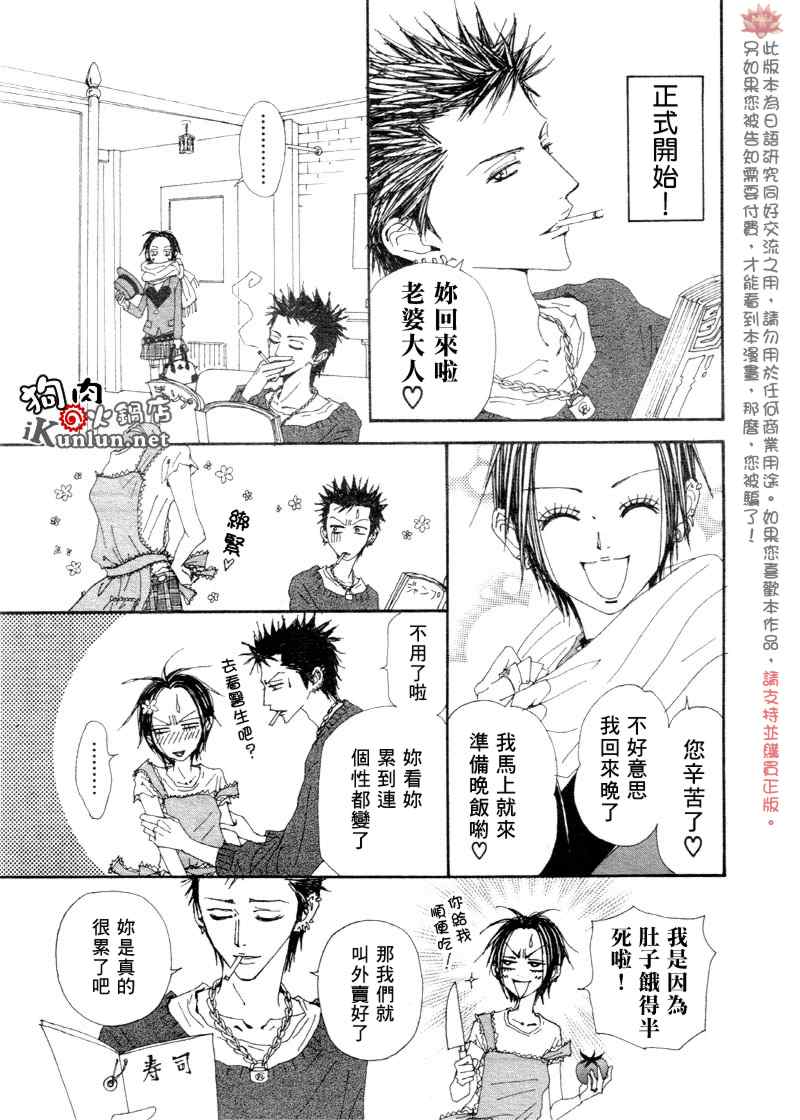 正式開始！
妳回來啦
老婆大人♡
………
………
狗肉
火鍋店
iKunlun.net
您辛苦了♡
不好意思
我回來晚了
我馬上就來
準備晚飯喲♡
綁緊♡
ジャンプ
不用了啦
去看醫生吧？
妳看妳
累到連
個性都變了
………
我是因為
肚子餓得半
死啦！
你給我
順便吃！
那我們就
叫外賣好了
妳是真的
很累了吧
寿司
此版本為日語研究同好交流之用，請勿用於任何商業用途。如果您喜歡本作品，請支持並購買正版。
另如果您被告知需要付費，才能看到本漫畫，那麼，您被騙了！